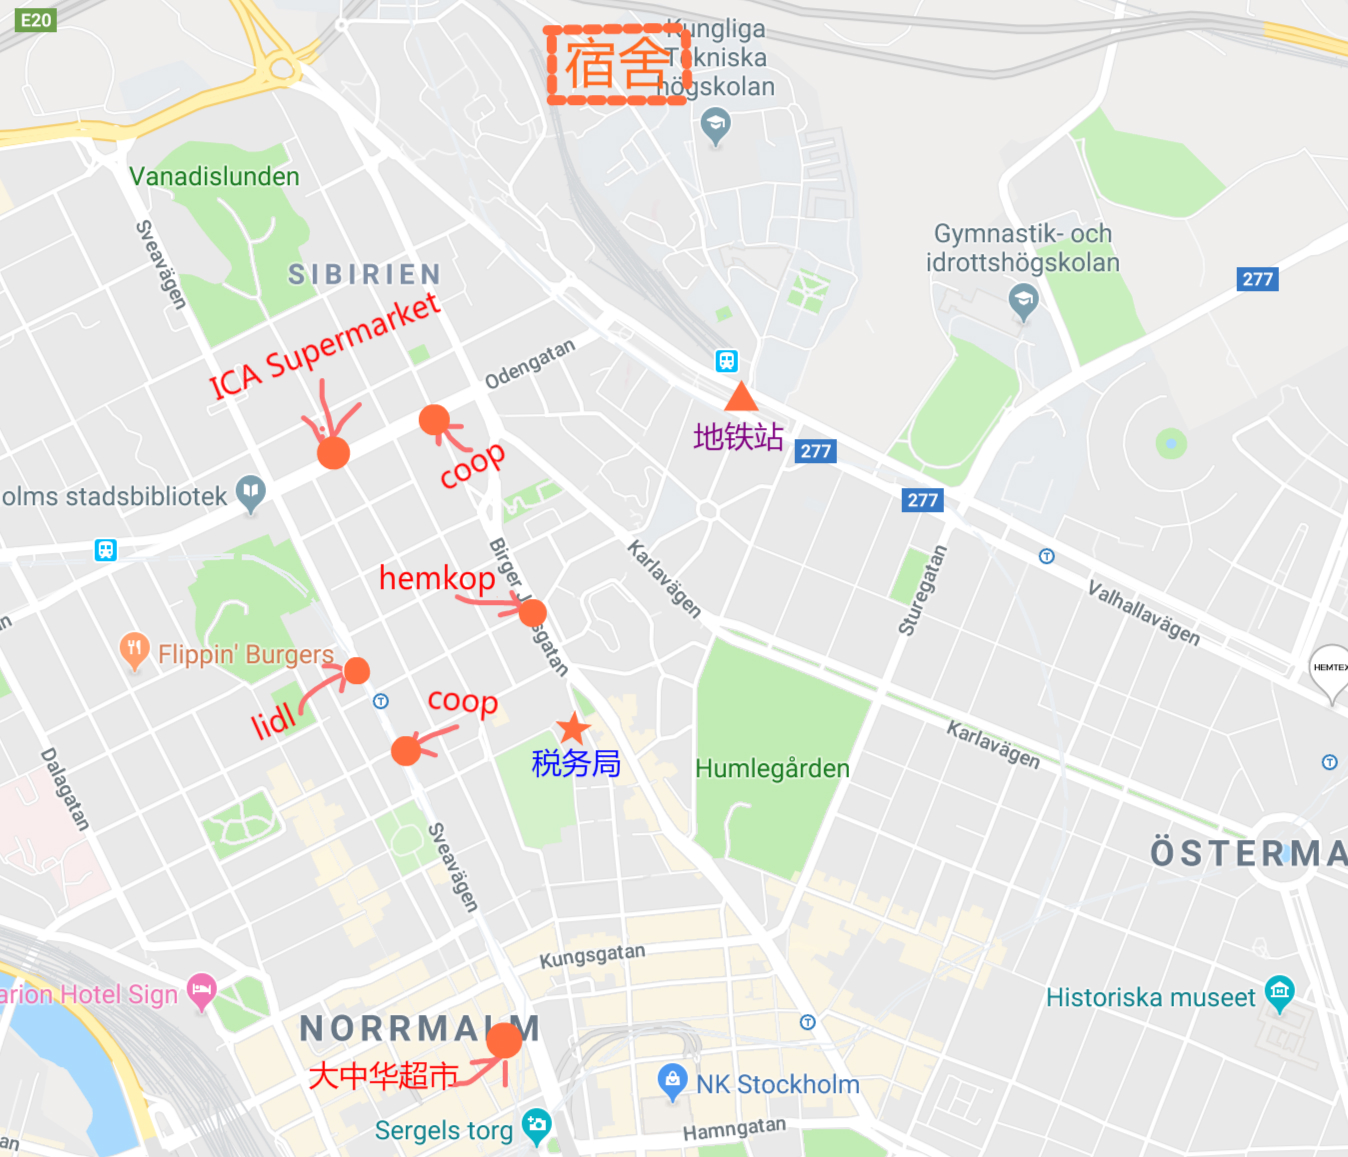 E20
宿舍
Kungliga
Tekniska
högskolan
Vanadislunden
Sveavägen
SIBIRIEN
Gymnastik- och
idrottshögskolan
277
ICA Supermarket
Odengatan
coop
地铁站
277
277
olms stadsbibliotek
hemkop
Birger Jarlsgatan
Karlavägen
Sturegatan
Valhallavägen
Flippin' Burgers
HEMTEX
lidl
coop
税务局
Humlegården
Karlavägen
Dalagatan
Sveavägen
ÖSTERMA
Kungsgatan
arion Hotel Sign
Historiska museet
NORRMALM
大中华超市
NK Stockholm
Sergels torg
Hamngatan
an